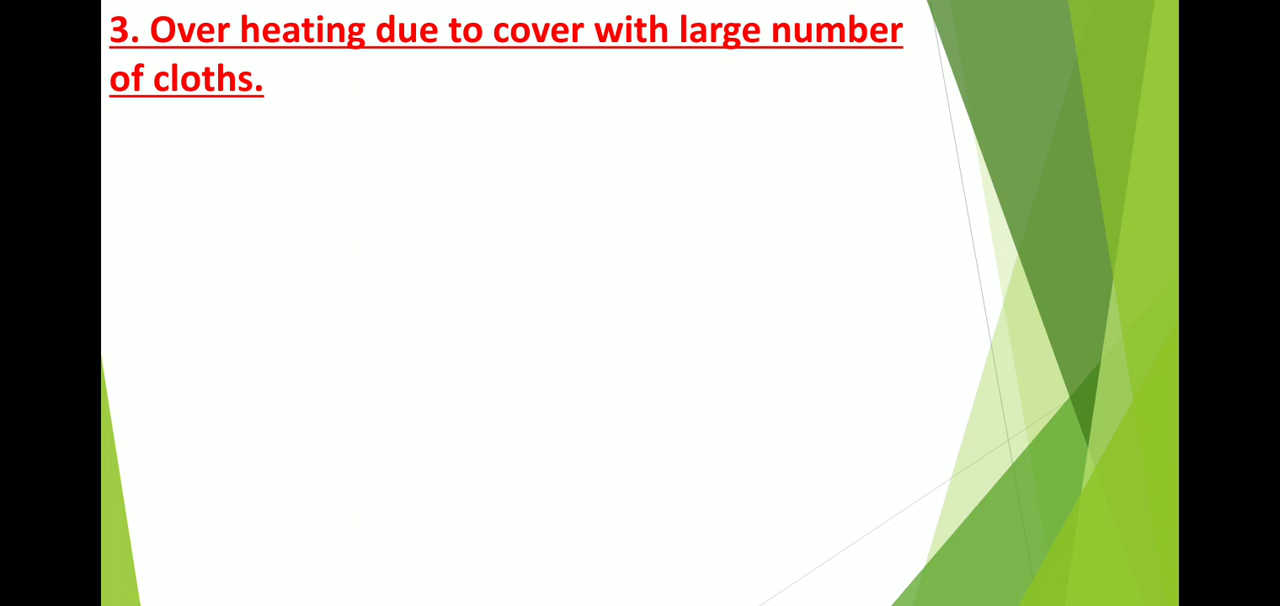 3. Over heating due to cover with large number
of cloths.